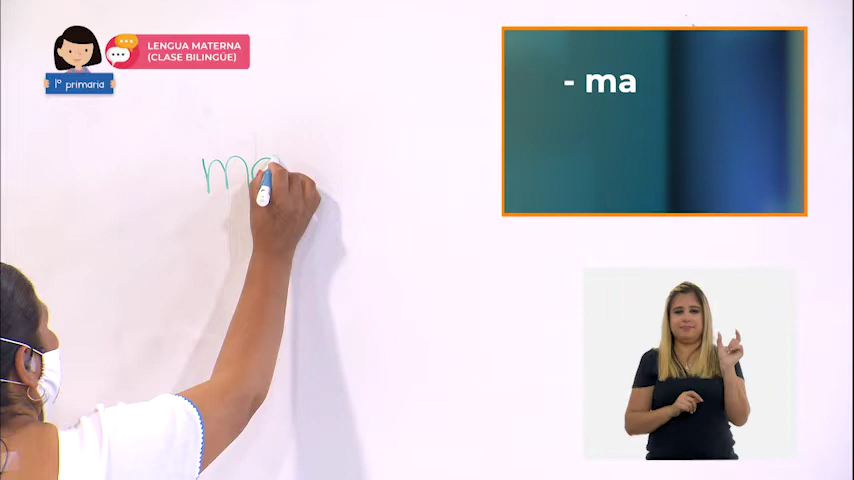 LENGUA MATERNA
(CLASE BILINGÜE)
1° primaria
- ma
ma